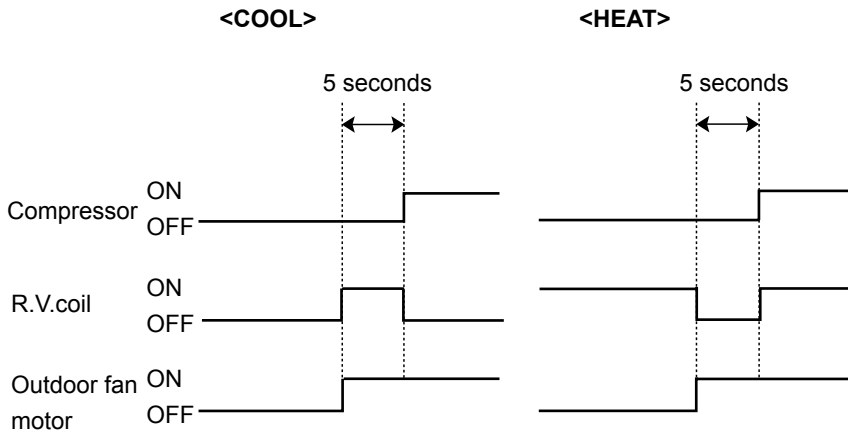 <COOL>
<HEAT>
5 seconds
5 seconds
Compressor
ON
OFF
R.V.coil
ON
OFF
Outdoor fan
motor
ON
OFF